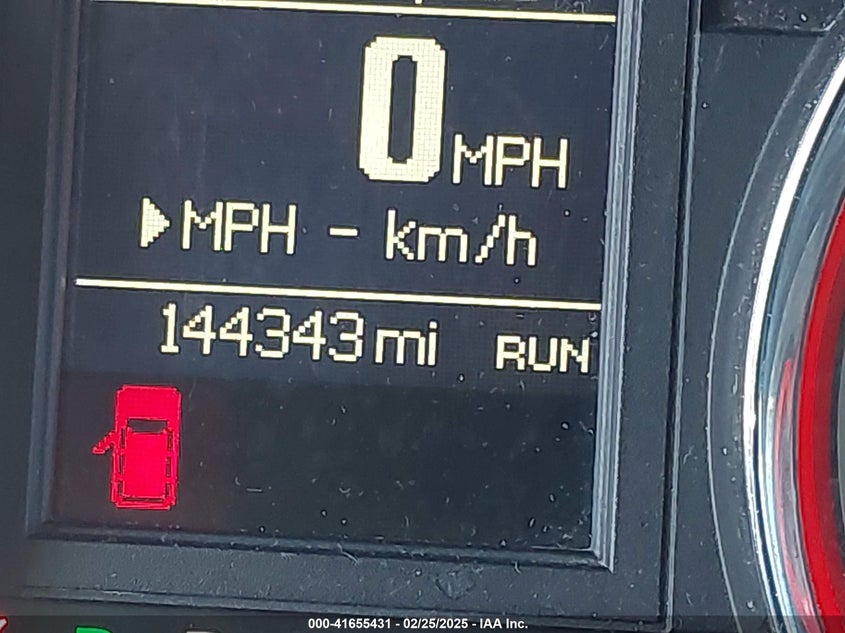 0 MPH
MPH - km/h
144343 mi RUN
000-41655431 - 02/25/2025 - IAA Inc.